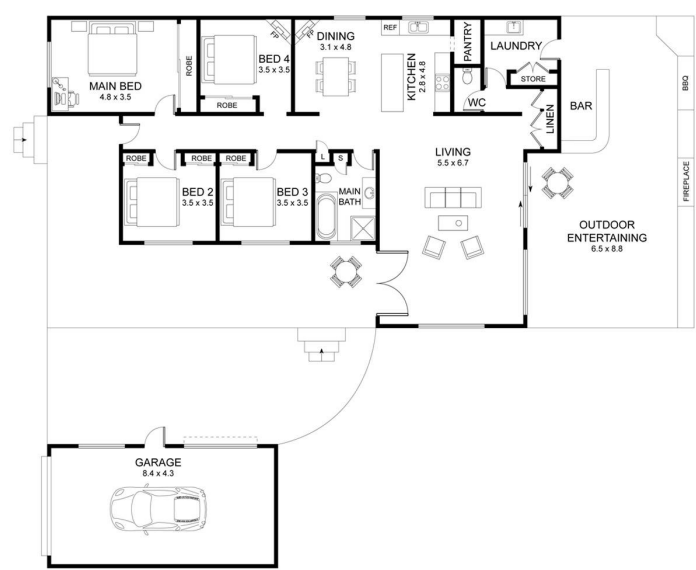 MAIN BED
4.8 x 3.5
ROBE
BED 4
3.5 x 3.5
ROBE
FP
FP
DINING
3.1 x 4.8
REF
KITCHEN
2.8 x 4.8
PANTRY
LAUNDRY
STORE
WC
LINEN
BAR
BBQ
FIREPLACE
ROBE
ROBE
ROBE
L
S
BED 2
3.5 x 3.5
BED 3
3.5 x 3.5
MAIN
BATH
LIVING
5.5 x 6.7
OUTDOOR
ENTERTAINING
6.5 x 8.8
GARAGE
8.4 x 4.3